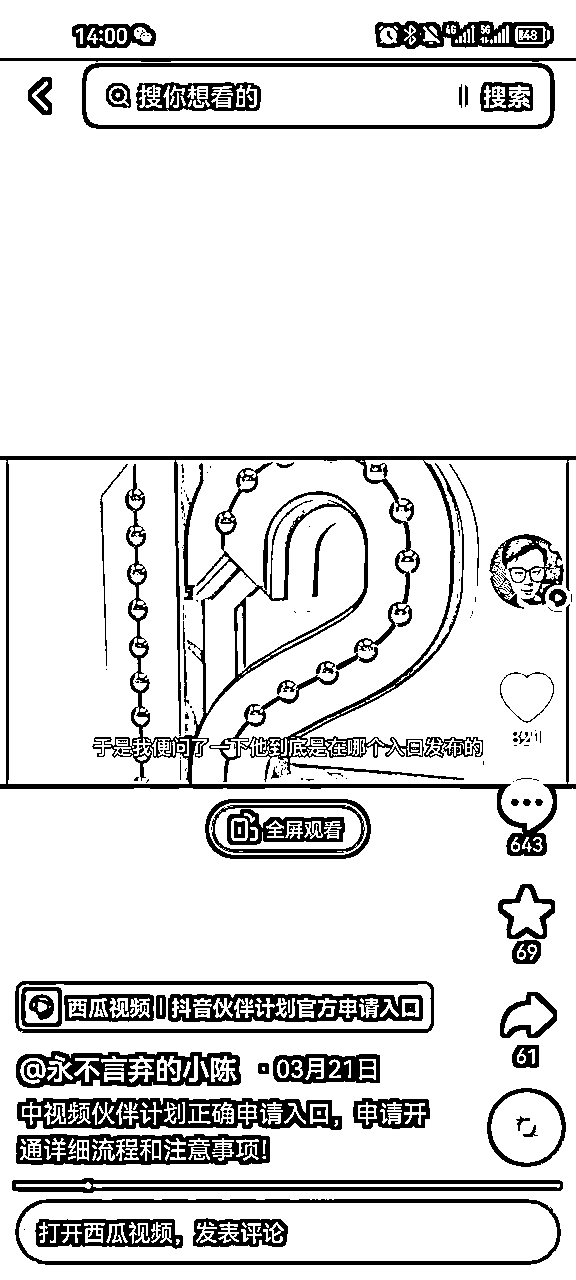 14:00
搜你想看的 搜索
于是我便问了一下他到底是在哪个入口发布的
全屏观看
643
69
61
西瓜视频 | 抖音伙伴计划官方申请入口
@永不言弃的小陈 · 03月21日
中视频伙伴计划正确申请入口,申请开
通详细流程和注意事项!
打开西瓜视频,发表评论